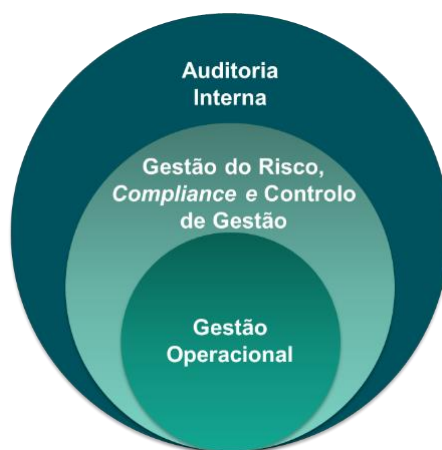 Auditoria
Interna
Gestão do Risco,
Compliance e Controlo
de Gestão
Gestão
Operacional